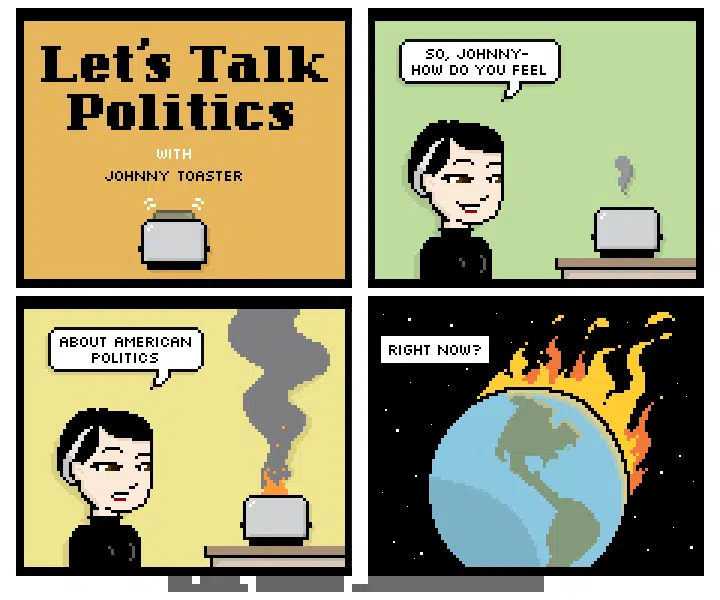 Let's Talk
Politics
WITH
JOHNNY TOASTER
SO, JOHNNY-
HOW DO YOU FEEL
ABOUT AMERICAN
POLITICS
RIGHT NOW?